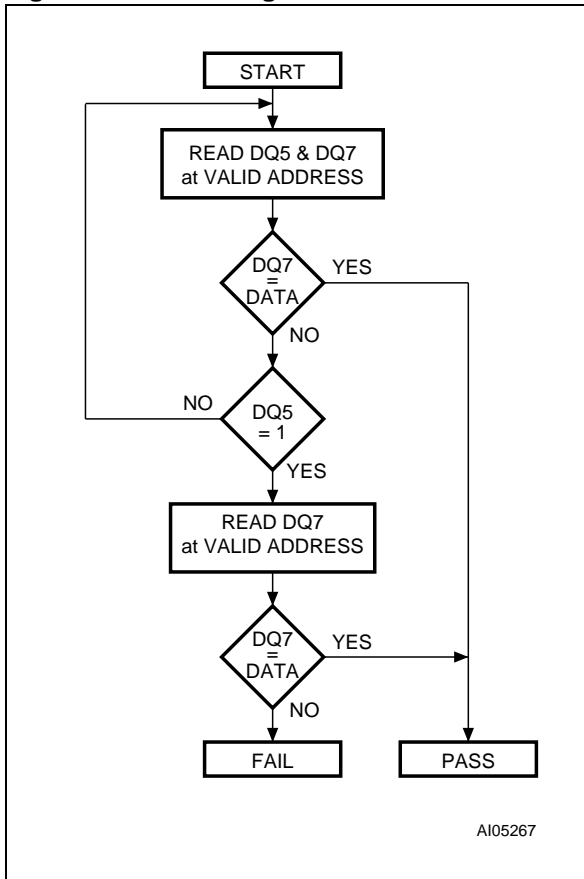 START
READ DQ5 & DQ7
at VALID ADDRESS
DQ7
=
DATA
YES
NO
NO
DQ5
= 1
YES
READ DQ7
at VALID ADDRESS
DQ7
=
DATA
YES
NO
FAIL
PASS
AI05267